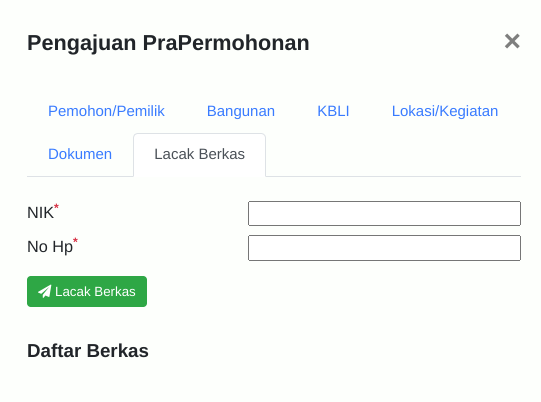 Pengajuan PraPermohonan ×
Pemohon/Pemilik Bangunan KBLI Lokasi/Kegiatan
Dokumen Lacak Berkas
NIK*
No Hp*
Lacak Berkas
Daftar Berkas